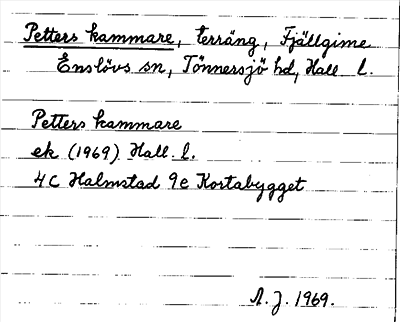 Petters kammare, terräng, Fjällgime
Enslövs sn, Tönnersjö hd, Hall l.
Petters kammare
ek (1969) Hall. l.
4C Halmstad 9e Kortabygget
A. J. 1969.